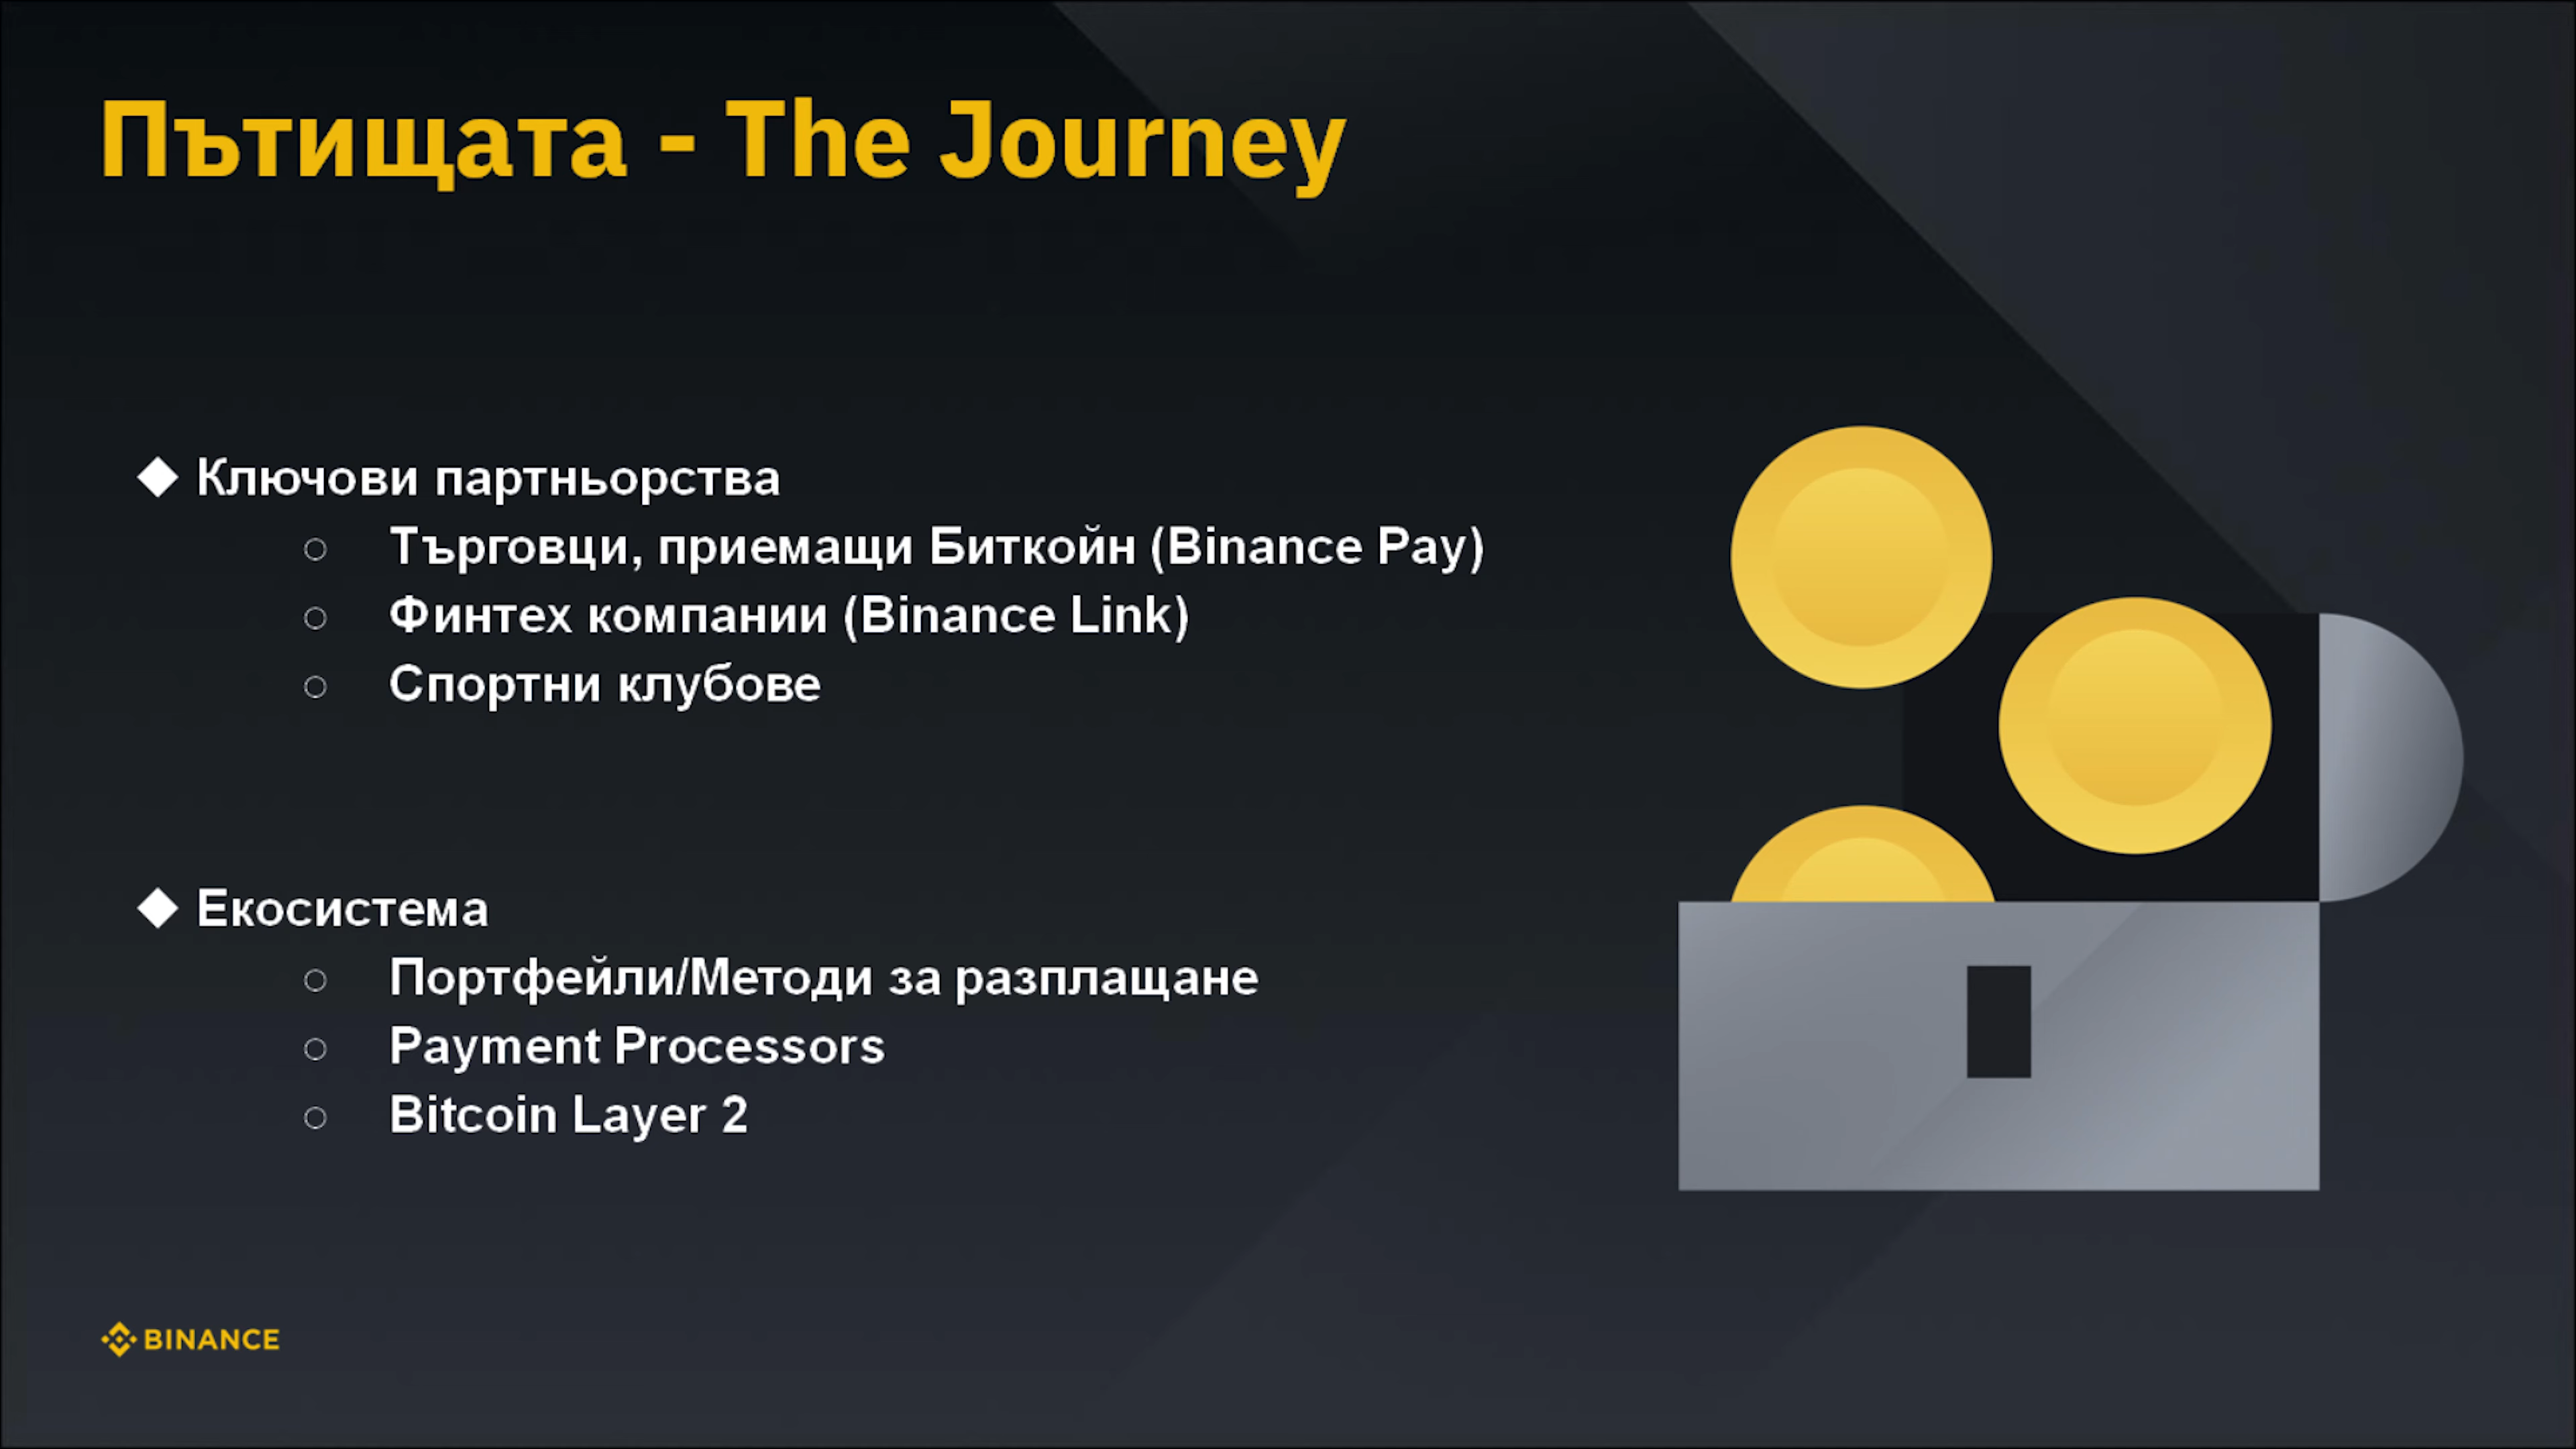 Пътищата - The Journey
◆ Ключови партньорства
○ Търговци, приемащи Биткойн (Binance Pay)
○ Финтех компании (Binance Link)
○ Спортни клубове
◆ Екосистема
○ Портфейли/Методи за разплащане
○ Payment Processors
○ Bitcoin Layer 2
BINANCE